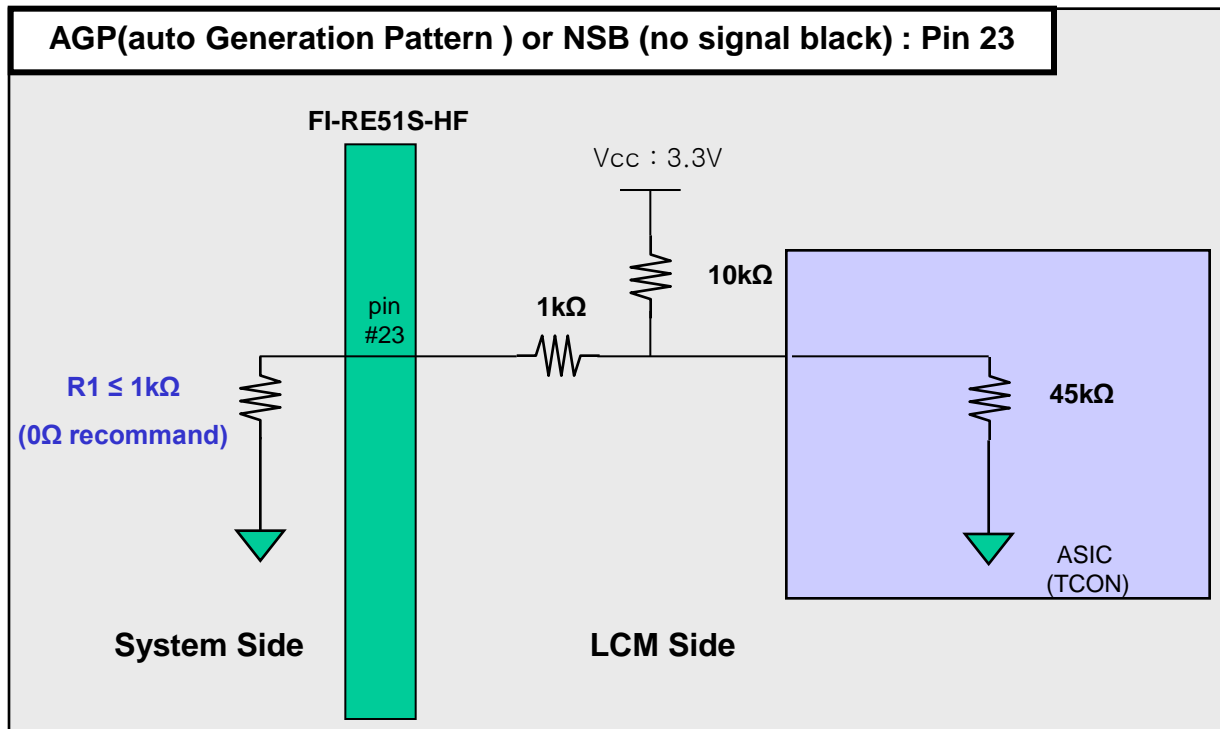 AGP(auto Generation Pattern ) or NSB (no signal black) : Pin 23
FI-RE51S-HF
Vcc : 3.3V
10kΩ
1kΩ
pin
#23
R1 ≤ 1kΩ
(0Ω recommand)
45kΩ
ASIC
(TCON)
System Side
LCM Side